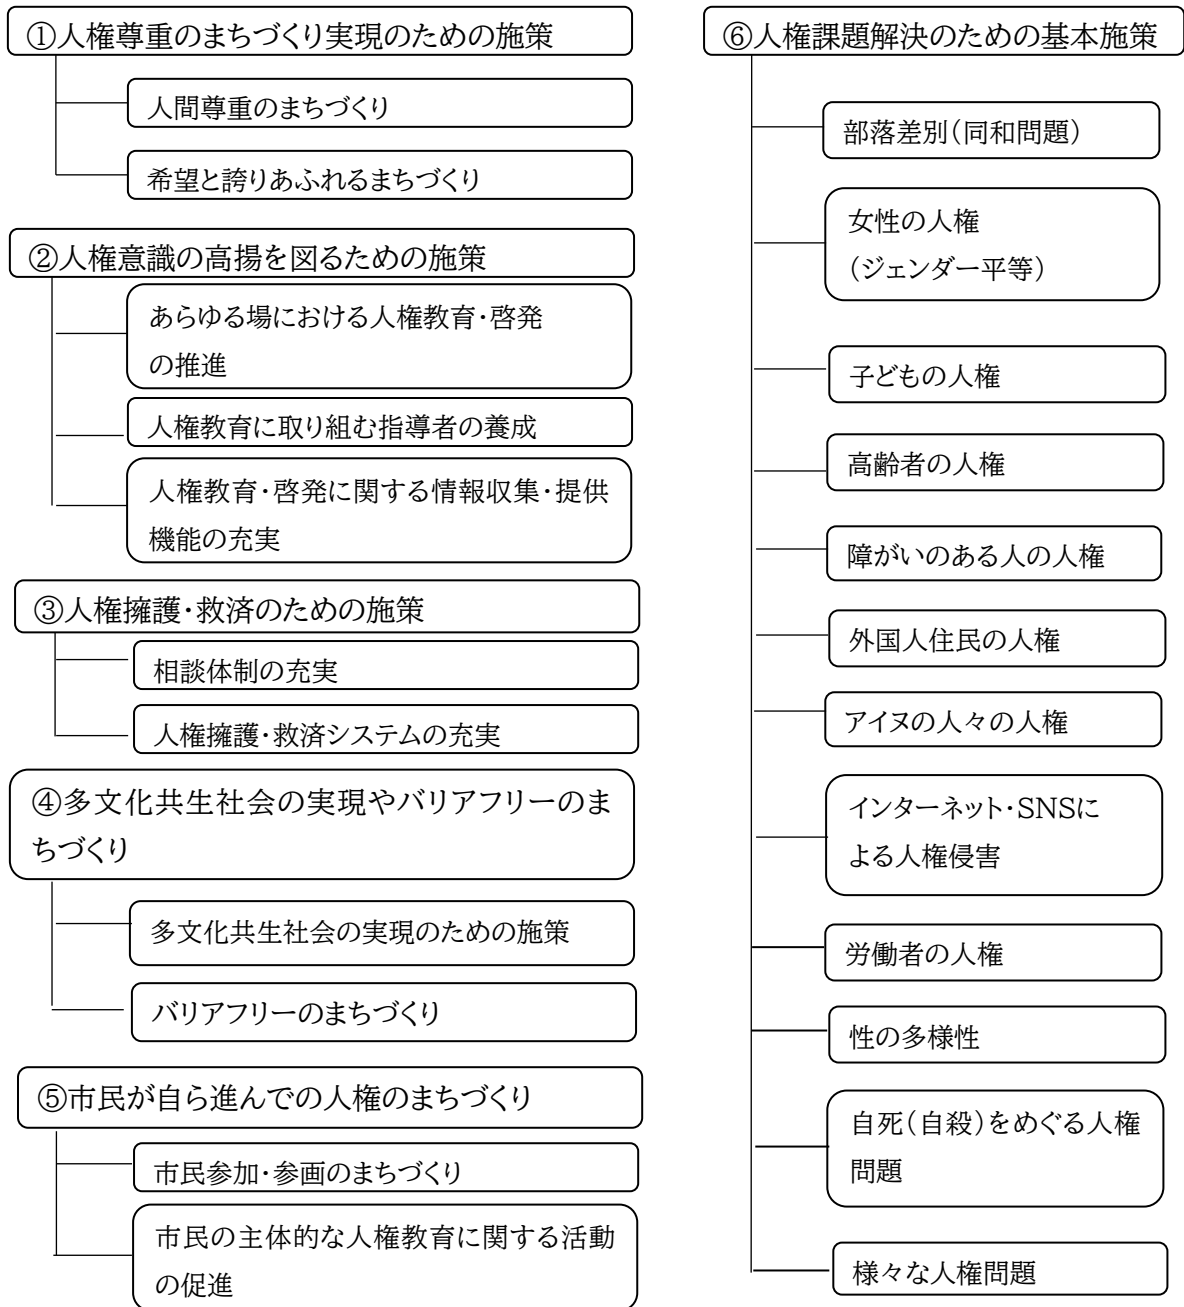 ①人権尊重のまちづくり実現のための施策
人間尊重のまちづくり
希望と誇りあふれるまちづくり
②人権意識の高揚を図るための施策
あらゆる場における人権教育・啓発
の推進
人権教育に取り組む指導者の養成
人権教育・啓発に関する情報収集・提供
機能の充実
③人権擁護・救済のための施策
相談体制の充実
人権擁護・救済システムの充実
④多文化共生社会の実現やバリアフリーのま
ちづくり
多文化共生社会の実現のための施策
バリアフリーのまちづくり
⑤市民が自ら進んでの人権のまちづくり
市民参加・参画のまちづくり
市民の主体的な人権教育に関する活動
の促進
⑥人権課題解決のための基本施策
部落差別(同和問題)
女性の人権
(ジェンダー平等)
子どもの人権
高齢者の人権
障がいのある人の人権
外国人住民の人権
アイヌの人々の人権
インターネット・SNSに
よる人権侵害
労働者の人権
性の多様性
自死(自殺)をめぐる人権
問題
様々な人権問題